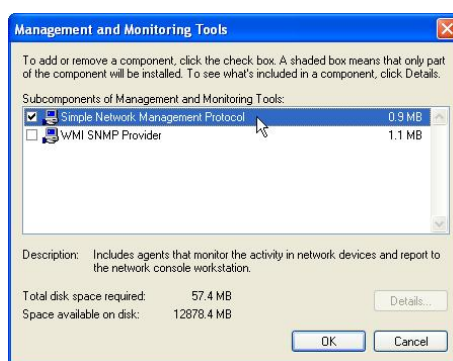 Management and Monitoring Tools
To add or remove a component, click the check box. A shaded box means that only part
of the component will be installed. To see what's included in a component, click Details.
Subcomponents of Management and Monitoring Tools:
Simple Network Management Protocol 0.9 MB
WMI SNMP Provider 1.1 MB
Description: Includes agents that monitor the activity in network devices and report to
the network console workstation.
Total disk space required: 57.4 MB
Details...
Space available on disk: 12878.4 MB
OK Cancel